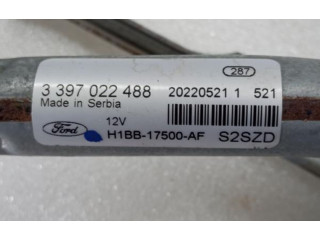 287
3 397 022 488
20220521 1 521
Made in Serbia
12V
Ford
H1BB-17500-AF
S2SZD